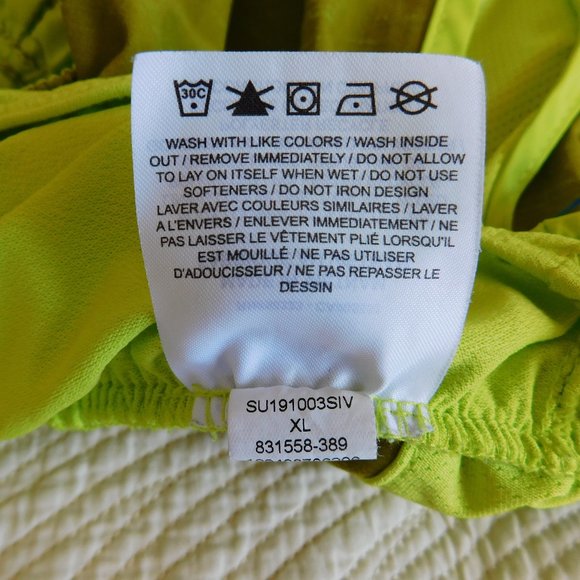 30C
WASH WITH LIKE COLORS / WASH INSIDE
OUT / REMOVE IMMEDIATELY / DO NOT ALLOW
TO LAY ON ITSELF WHEN WET / DO NOT USE
SOFTENERS / DO NOT IRON DESIGN
LAVER AVEC COULEURS SIMILAIRES / LAVER
A L'ENVERS / ENLEVER IMMEDIATEMENT / NE
PAS LAISSER LE VÊTEMENT PLIÉ LORSQU'IL
EST MOUILLÉ / NE PAS UTILISER
D'ADOUCISSEUR / NE PAS REPASSER LE
DESSIN
SU191003SIV
XL
831558-389